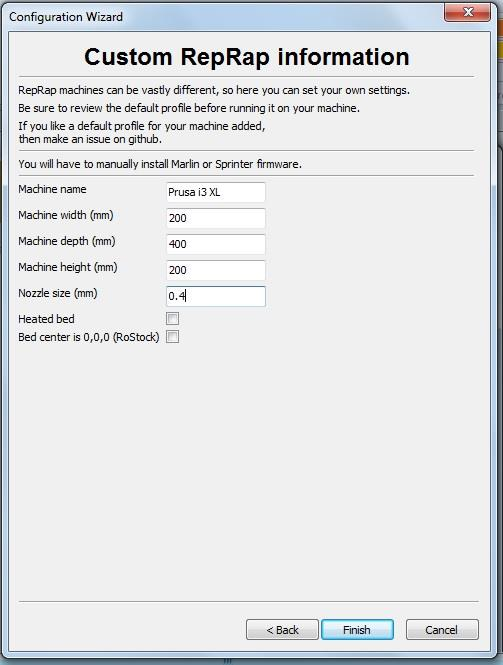 Configuration Wizard
Custom RepRap information
RepRap machines can be vastly different, so here you can set your own settings.
Be sure to review the default profile before running it on your machine.
If you like a default profile for your machine added,
then make an issue on github.
You will have to manually install Marlin or Sprinter firmware.
Machine name Prusa i3 XL
Machine width (mm) 200
Machine depth (mm) 400
Machine height (mm) 200
Nozzle size (mm) 0.4
Heated bed
Bed center is 0,0,0 (RoStock)
< Back Finish Cancel